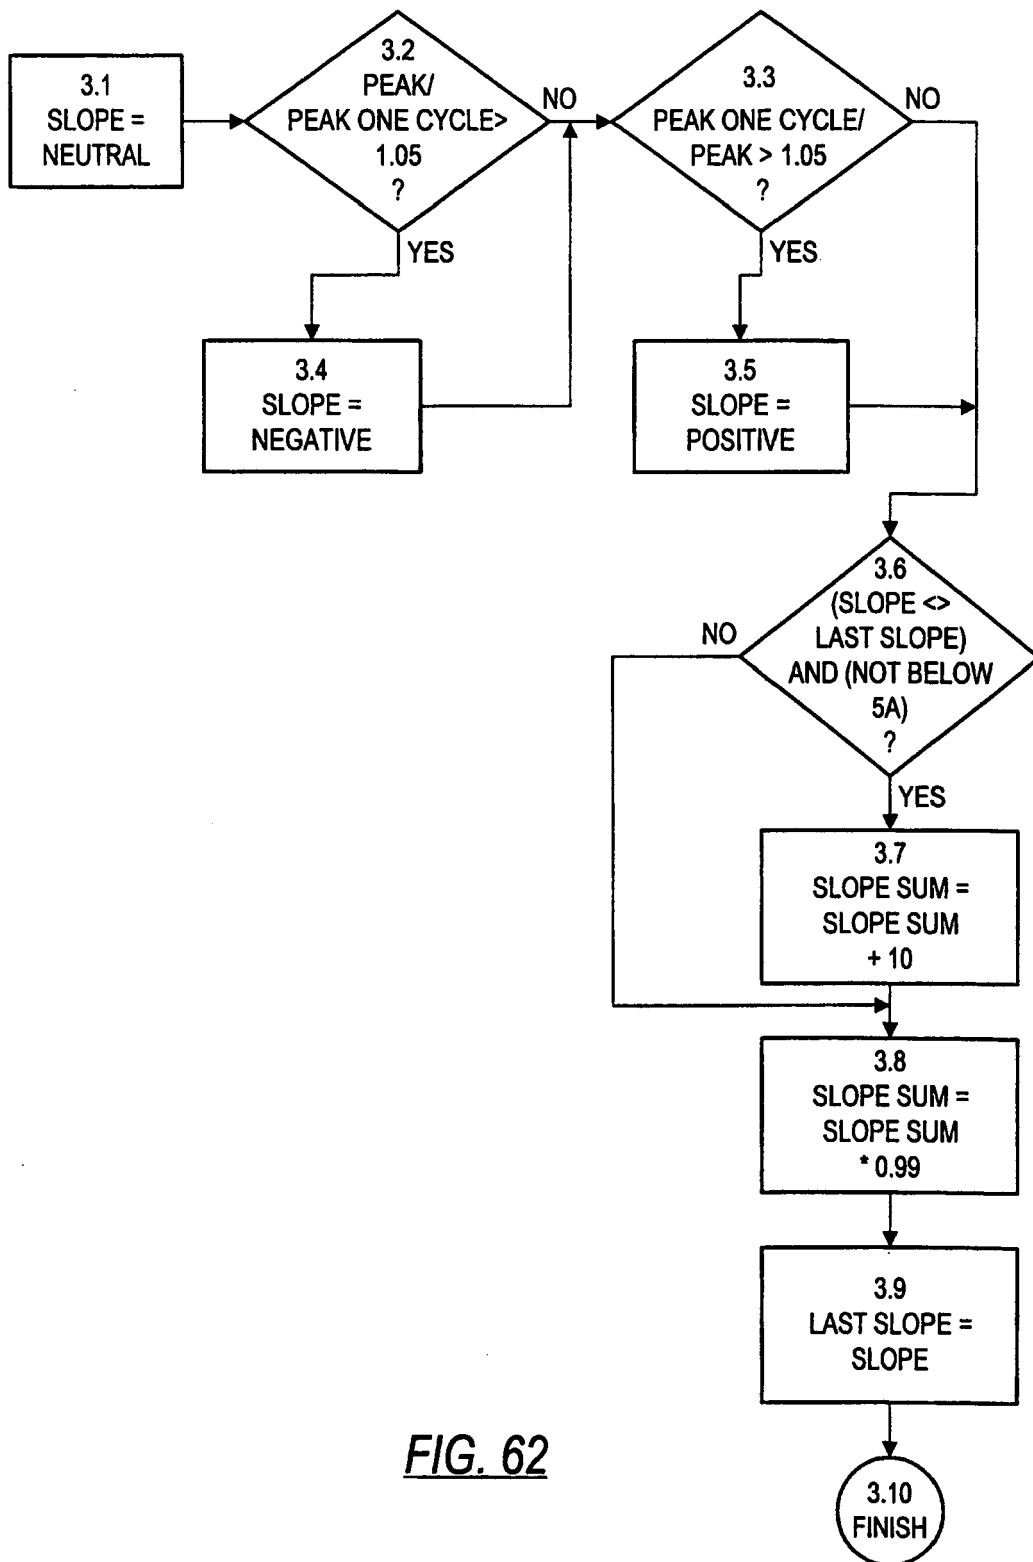 3.1
SLOPE =
NEUTRAL
3.2
PEAK/
PEAK ONE CYCLE>
1.05
?
NO
YES
3.3
PEAK ONE CYCLE/
PEAK > 1.05
?
NO
YES
3.4
SLOPE =
NEGATIVE
3.5
SLOPE =
POSITIVE
3.6
(SLOPE <>
LAST SLOPE)
AND (NOT BELOW
5A)
?
NO
YES
3.7
SLOPE SUM =
SLOPE SUM
+ 10
3.8
SLOPE SUM =
SLOPE SUM
* 0.99
3.9
LAST SLOPE =
SLOPE
3.10
FINISH
FIG. 62